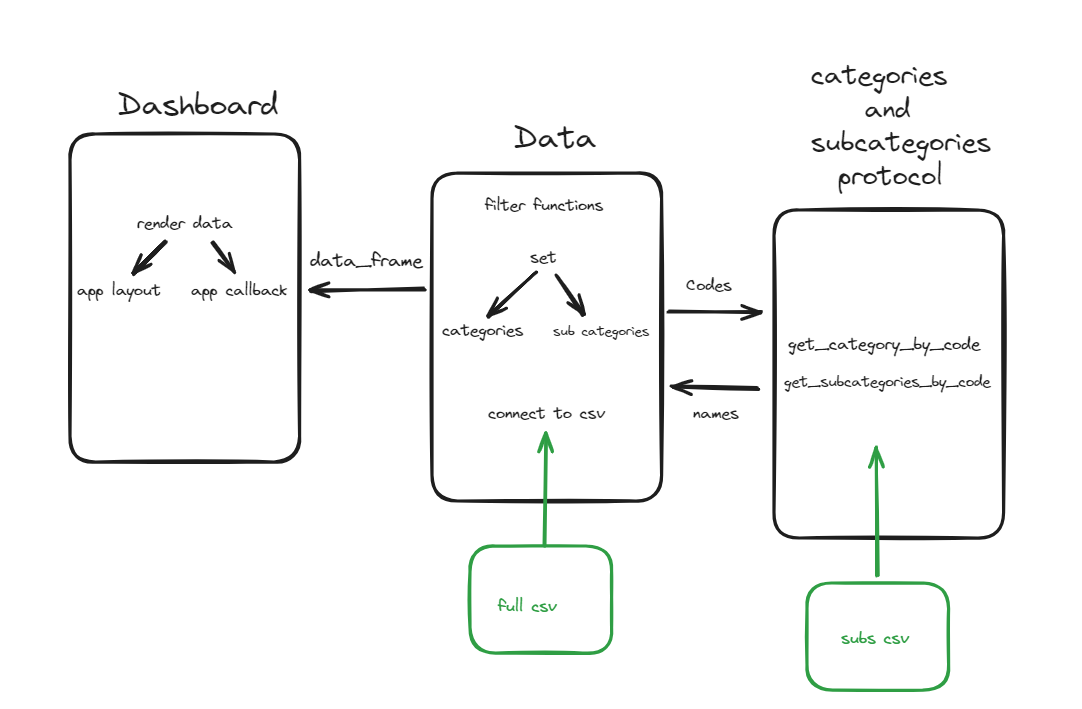 Dashboard
render data
app layout
app callback
data_frame
Data
filter functions
set
categories
sub categories
connect to csv
full csv
Codes
names
categories
and
subcategories
protocol
get_category_by_code
get_subcategories_by_code
subs csv